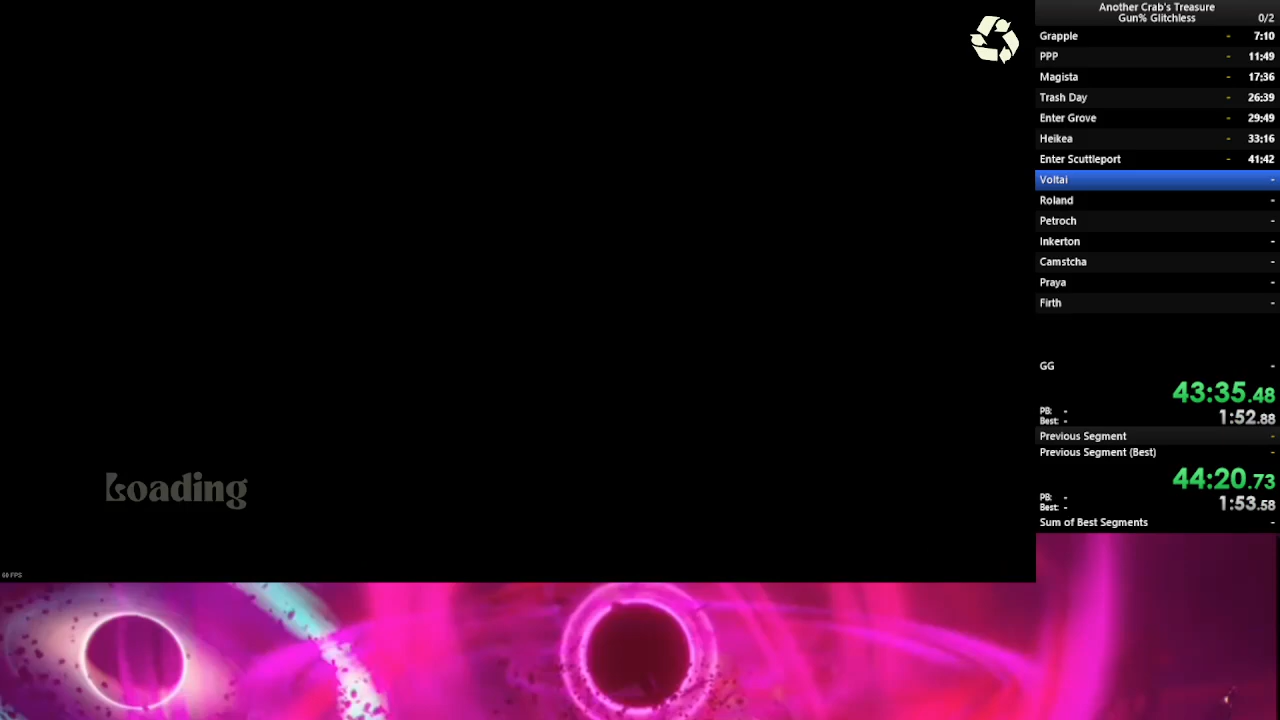 Another Crab's Treasure
Gun% Glitchless
0/2
Grapple - 7:10
PPP - 11:49
Magista - 17:36
Trash Day - 26:39
Enter Grove - 29:49
Heikea - 33:16
Enter Scuttleport - 41:42
Voltai -
Roland -
Petroch -
Inkerton -
Camstcha -
Praya -
Firth -
GG -
43:35.48
PB: -
Best: - 1:52.88
Previous Segment -
Previous Segment (Best) -
44:20.73
PB: -
Best: - 1:53.58
Sum of Best Segments -
Loading
60 FPS